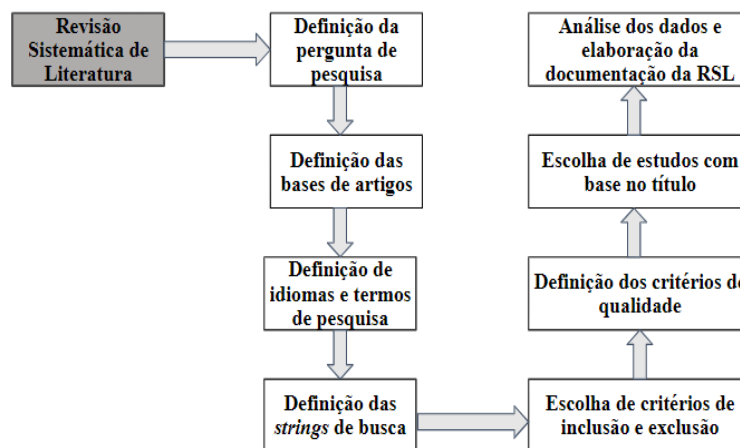 Revisão
Sistemática de
Literatura
Definição da
pergunta de
pesquisa
Definição das
bases de artigos
Definição de
idiomas e termos
de pesquisa
Definição das
strings de busca
Escolha de critérios de
inclusão e exclusão
Definição dos critérios de
qualidade
Escolha de estudos com
base no título
Análise dos dados e
elaboração da
documentação da RSL